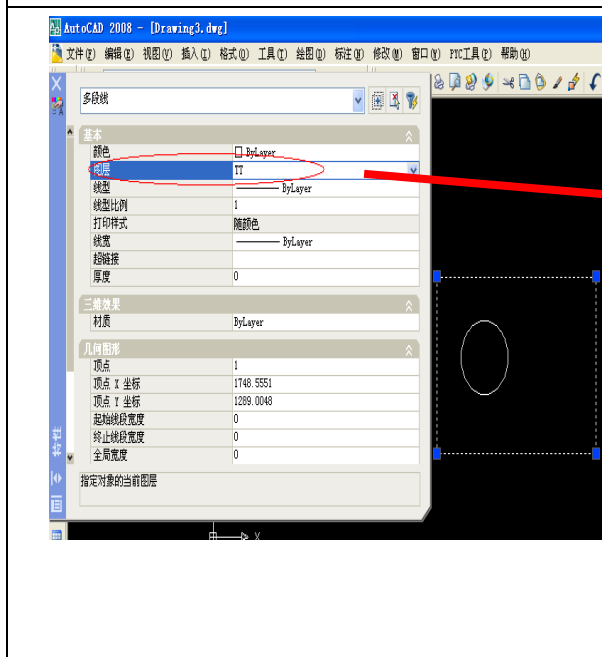 AutoCAD 2008 - [Drawing3.dwg]
文件(F) 编辑(E) 视图(V) 插入(I) 格式(O) 工具(T) 绘图(D) 标注(N) 修改(M) 窗口(W) PYC工具(P) 帮助(H)
多段线
基本
颜色 ByLayer
图层 TT
线型 ByLayer
线型比例 1
打印样式 随颜色
线宽 ByLayer
超链接
厚度 0
三维效果
材质 ByLayer
几何图形
顶点 1
顶点 X 坐标 1748.5551
顶点 Y 坐标 1289.0048
起始线段宽度 0
终止线段宽度 0
全局宽度 0
特性
指定对象的当前图层
X